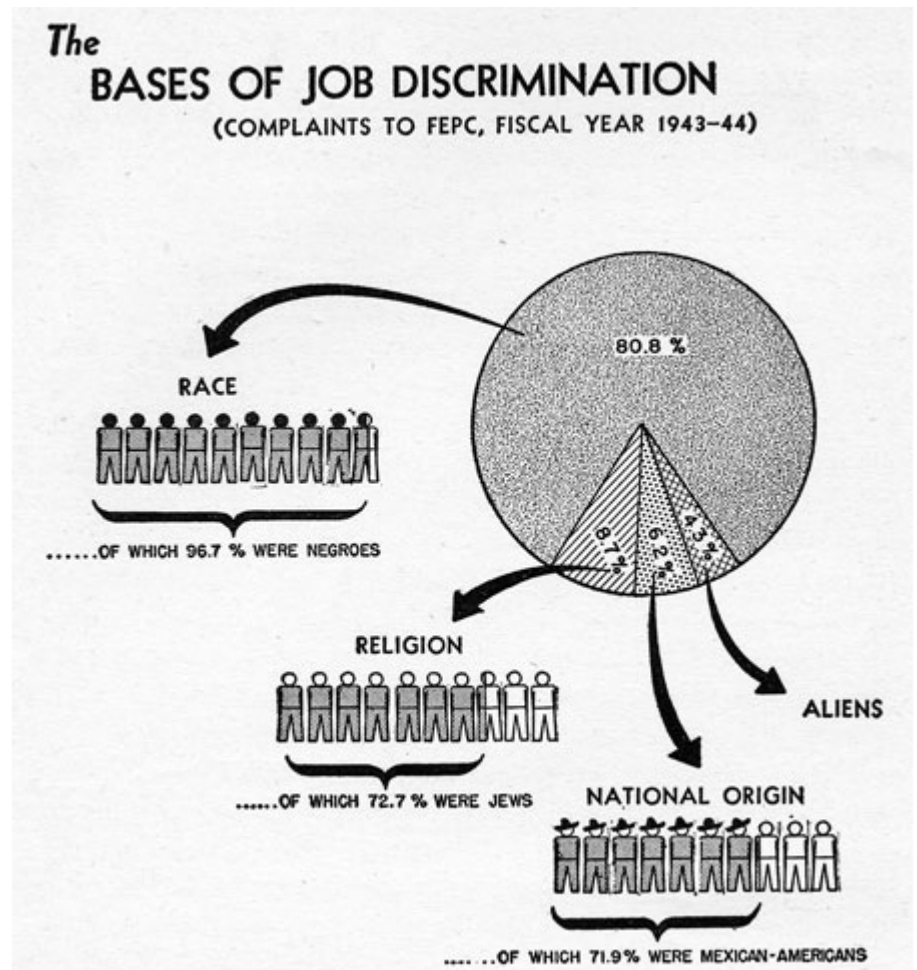 The
BASES OF JOB DISCRIMINATION
(COMPLAINTS TO FEPC, FISCAL YEAR 1943-44)
80.8 %
RACE
......OF WHICH 96.7 % WERE NEGROES
8.7%
6.2%
4.3%
RELIGION
......OF WHICH 72.7 % WERE JEWS
ALIENS
NATIONAL ORIGIN
.......OF WHICH 71.9% WERE MEXICAN-AMERICANS